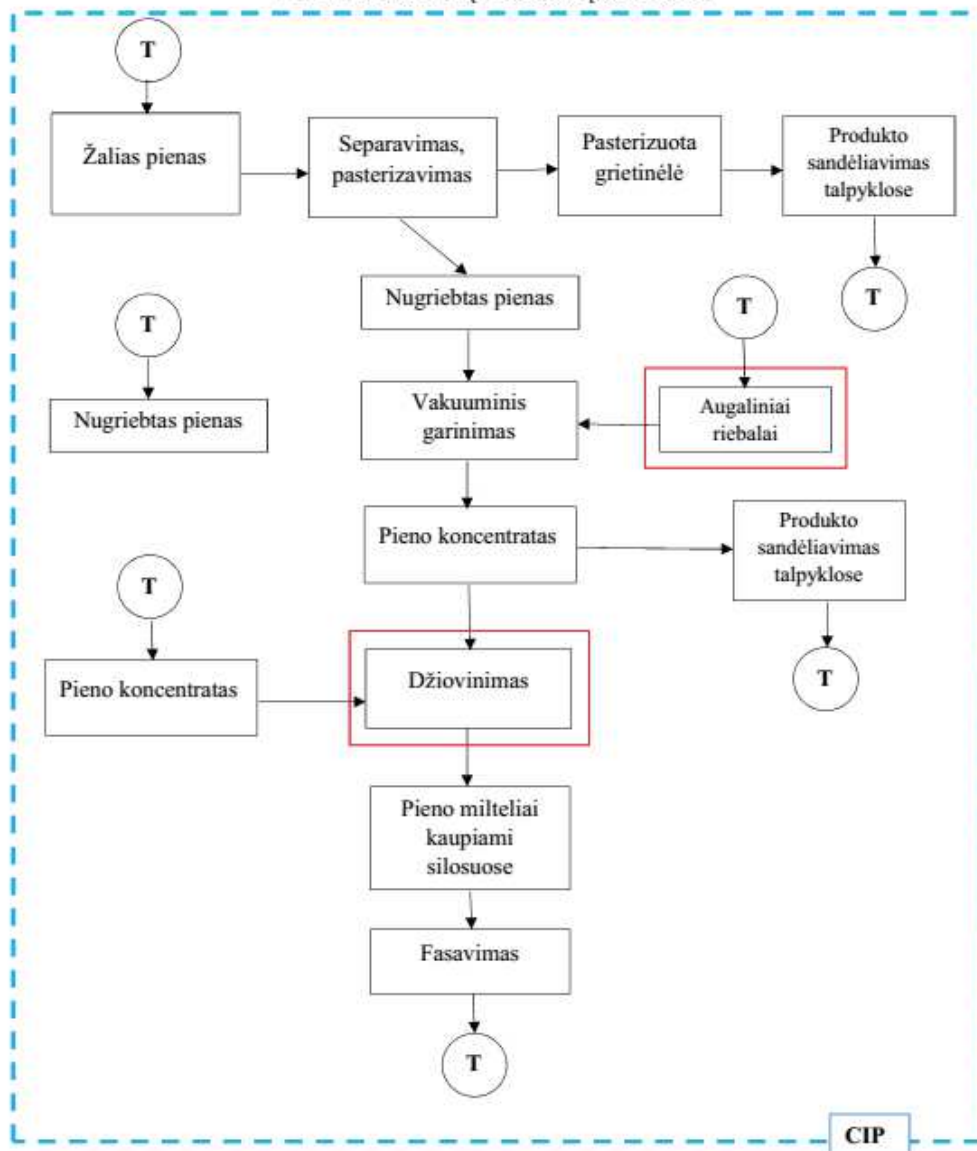 T
Žalias pienas
Separavimas,
pasterizavimas
Pasterizuota
grietinėlė
Produkto
sandėliavimas
talpyklose
T
Nugriebtas pienas
T
T
Nugriebtas pienas
Vakuuminis
garinimas
Augaliniai
riebalai
Pieno koncentratas
Produkto
sandėliavimas
talpyklose
T
Pieno koncentratas
Džiovinimas
T
Pieno milteliai
kaupiami
silosuose
Fasavimas
T
CIP